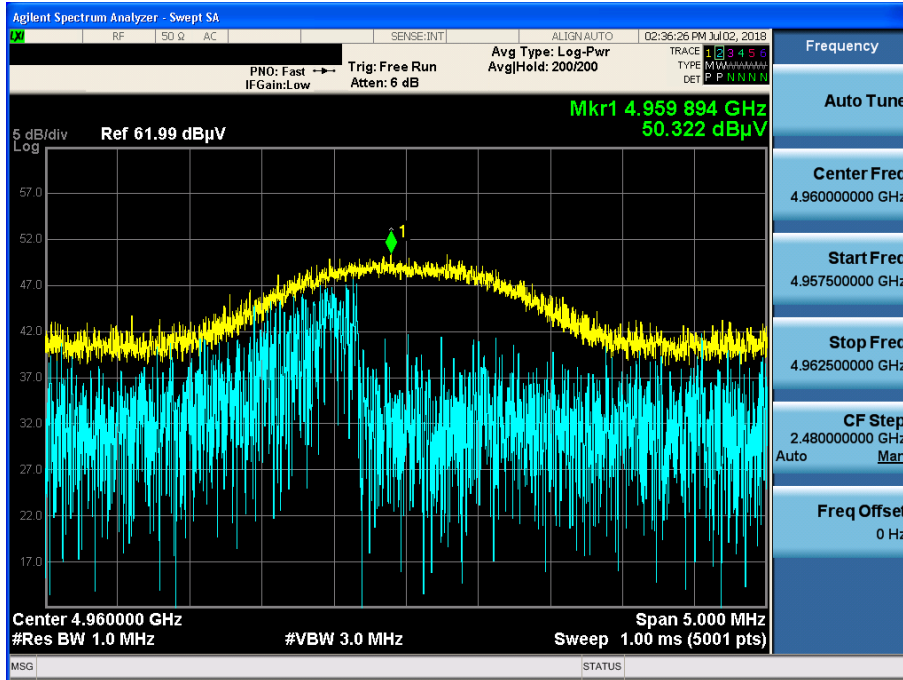 Agilent Spectrum Analyzer - Swept SA
LXI RF 50 Ω AC SENSE:INT ALIGN AUTO 02:36:26 PM Jul 02, 2018
Frequency
PNO: Fast
IFGain:Low
Trig: Free Run
Atten: 6 dB
Avg Type: Log-Pwr
Avg|Hold: 200/200
TRACE 1 2 3 4 5 6
TYPE M W W W W W
DET P P N N N N
Auto Tune
Mkr1 4.959 894 GHz
50.322 dBµV
5 dB/div Ref 61.99 dBµV
Log
57.0
52.0
47.0
42.0
37.0
32.0
27.0
22.0
17.0
1
Center Freq
4.960000000 GHz
Start Freq
4.957500000 GHz
Stop Freq
4.962500000 GHz
CF Step
2.480000000 GHz
Auto Man
Freq Offset
0 Hz
Center 4.960000 GHz Span 5.000 MHz
#Res BW 1.0 MHz #VBW 3.0 MHz Sweep 1.00 ms (5001 pts)
MSG STATUS